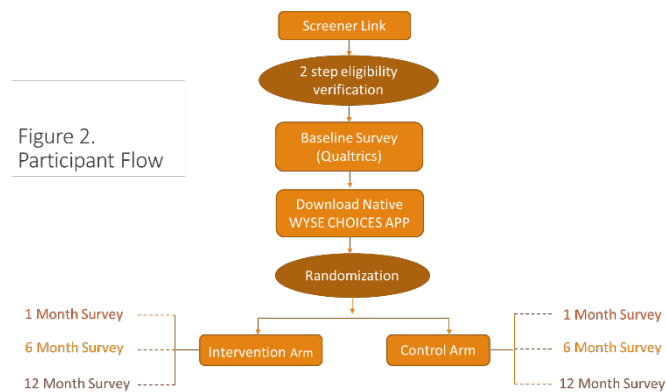 Screener Link
2 step eligibility
verification
Figure 2.
Participant Flow
Baseline Survey
(Qualtrics)
Download Native
WYSE CHOICES APP
Randomization
1 Month Survey
6 Month Survey
12 Month Survey
Intervention Arm
Control Arm
1 Month Survey
6 Month Survey
12 Month Survey